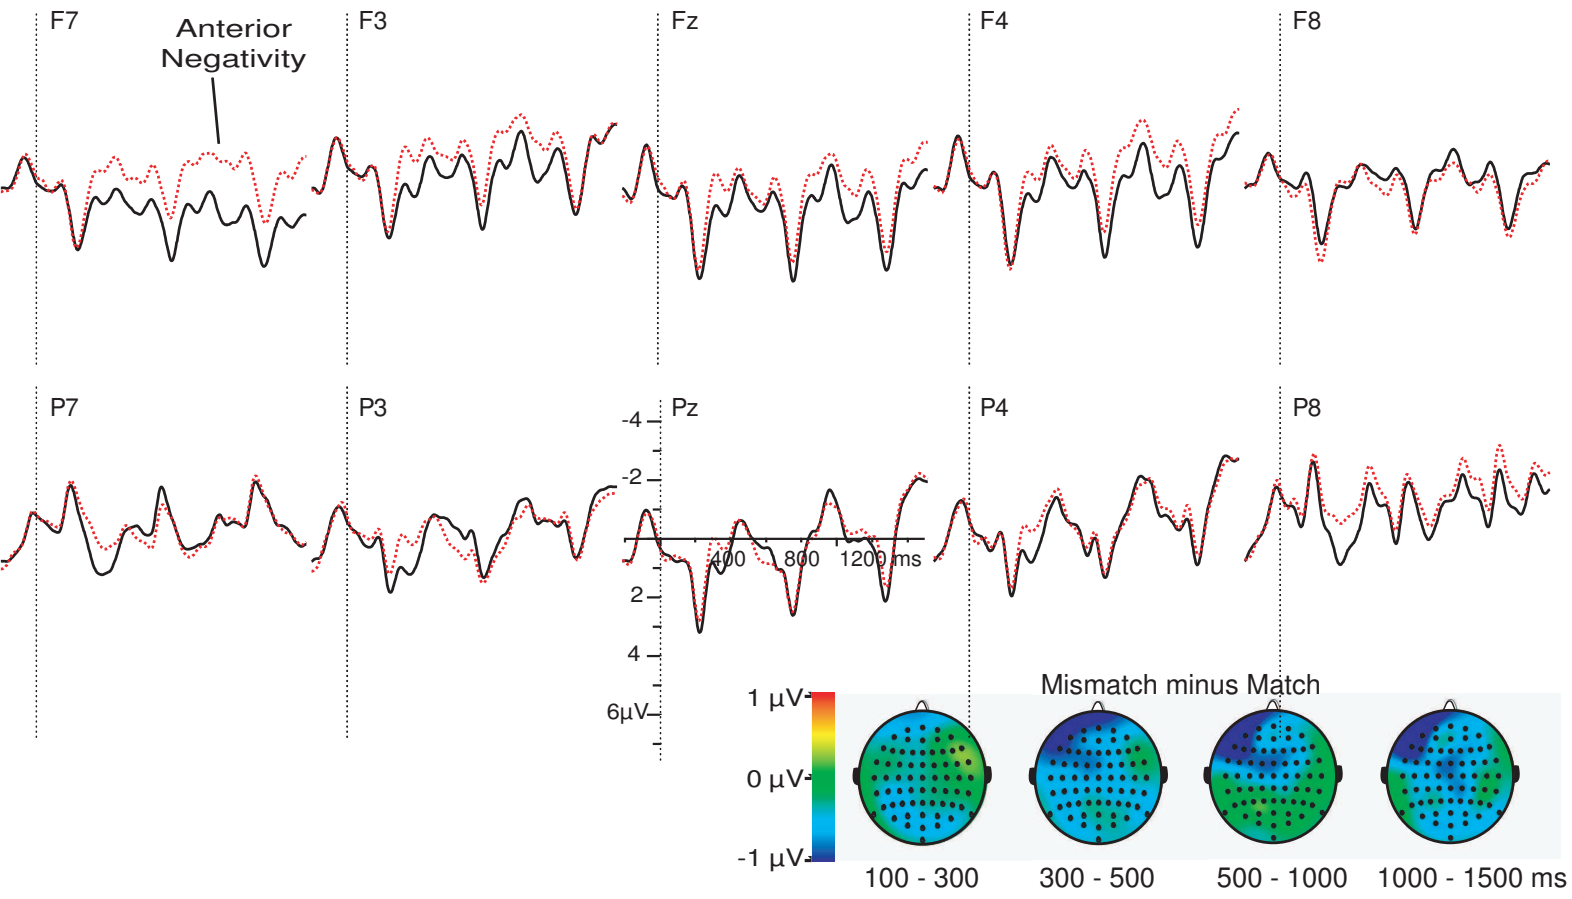 F7
F3
Fz
F4
F8
Anterior
Negativity
P7
P3
Pz
P4
P8
-4
-2
400
800
1200 ms
2
4
6µV
Mismatch minus Match
1 µV
0 µV
-1 µV
100 - 300
300 - 500
500 - 1000
1000 - 1500 ms